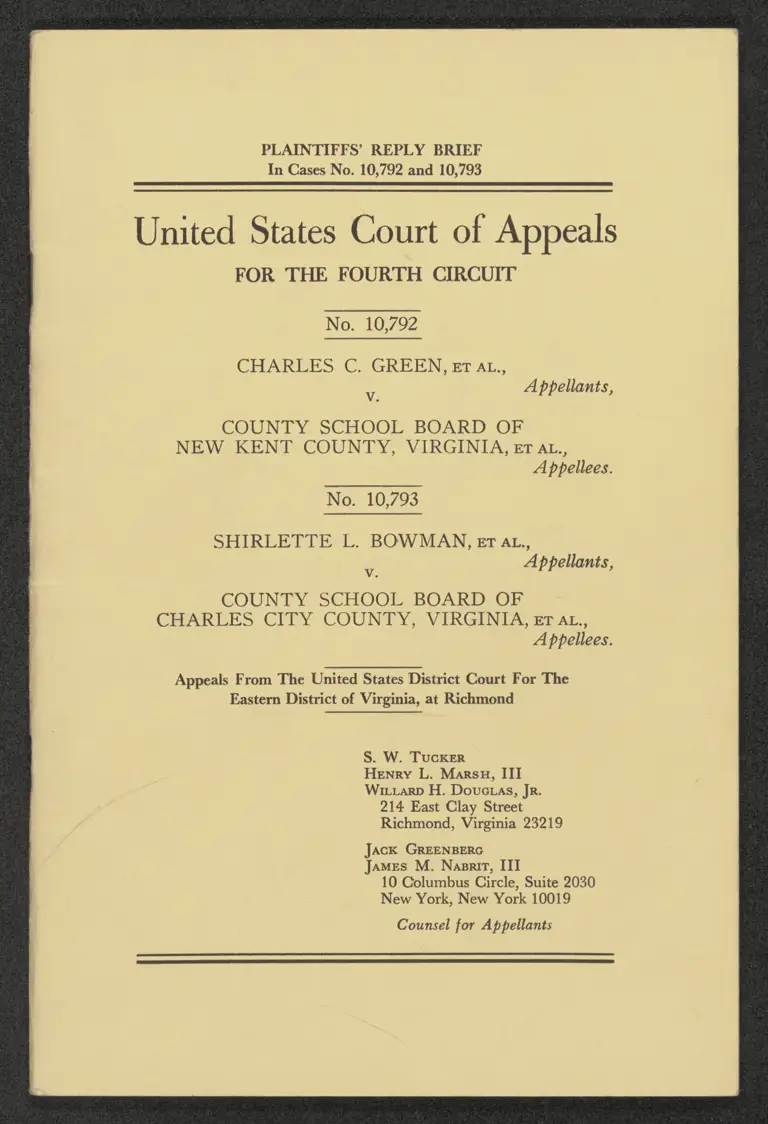 PLAINTIFFS' REPLY BRIEF
In Cases No. 10,792 and 10,793
United States Court of Appeals
FOR THE FOURTH CIRCUIT
No. 10,792
CHARLES C. GREEN, ET AL.,
Appellants,
v.
COUNTY SCHOOL BOARD OF
NEW KENT COUNTY, VIRGINIA, ET AL.,
Appellees.
No. 10,793
SHIRLETTE L. BOWMAN, ET AL.,
Appellants,
v.
COUNTY SCHOOL BOARD OF
CHARLES CITY COUNTY, VIRGINIA, ET AL.,
Appellees.
Appeals From The United States District Court For The
Eastern District of Virginia, at Richmond
S. W. TUCKER
HENRY L. MARSH, III
WILLARD H. DOUGLAS, JR.
214 East Clay Street
Richmond, Virginia 23219
JACK GREENBERG
JAMES M. NABRIT, III
10 Columbus Circle, Suite 2030
New York, New York 10019
Counsel for Appellants